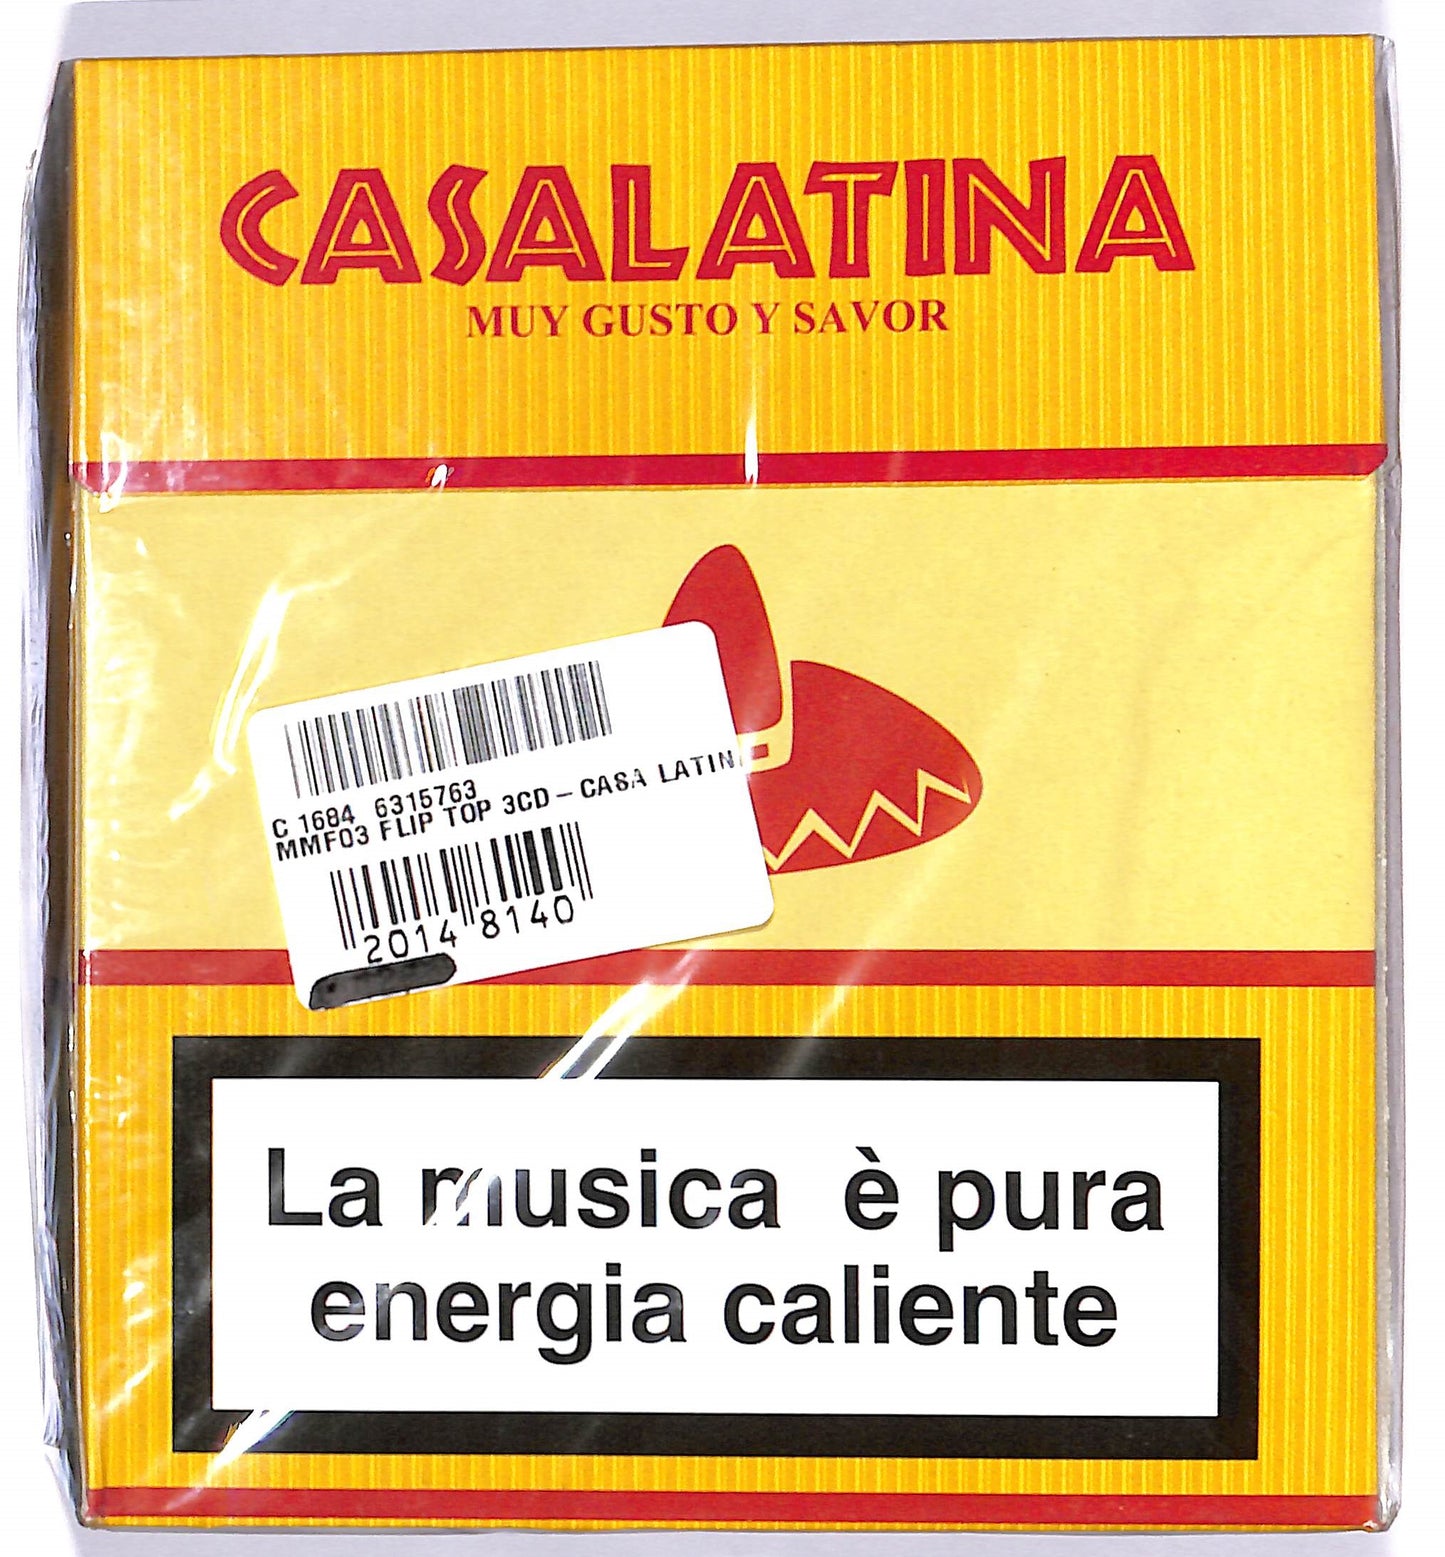 CASALATINA
MUY GUSTO Y SAVOR
C 1684 6315763
MMF03 FLIP TOP 3CD – CASA LATIN
2014 8140
La musica è pura
energia caliente